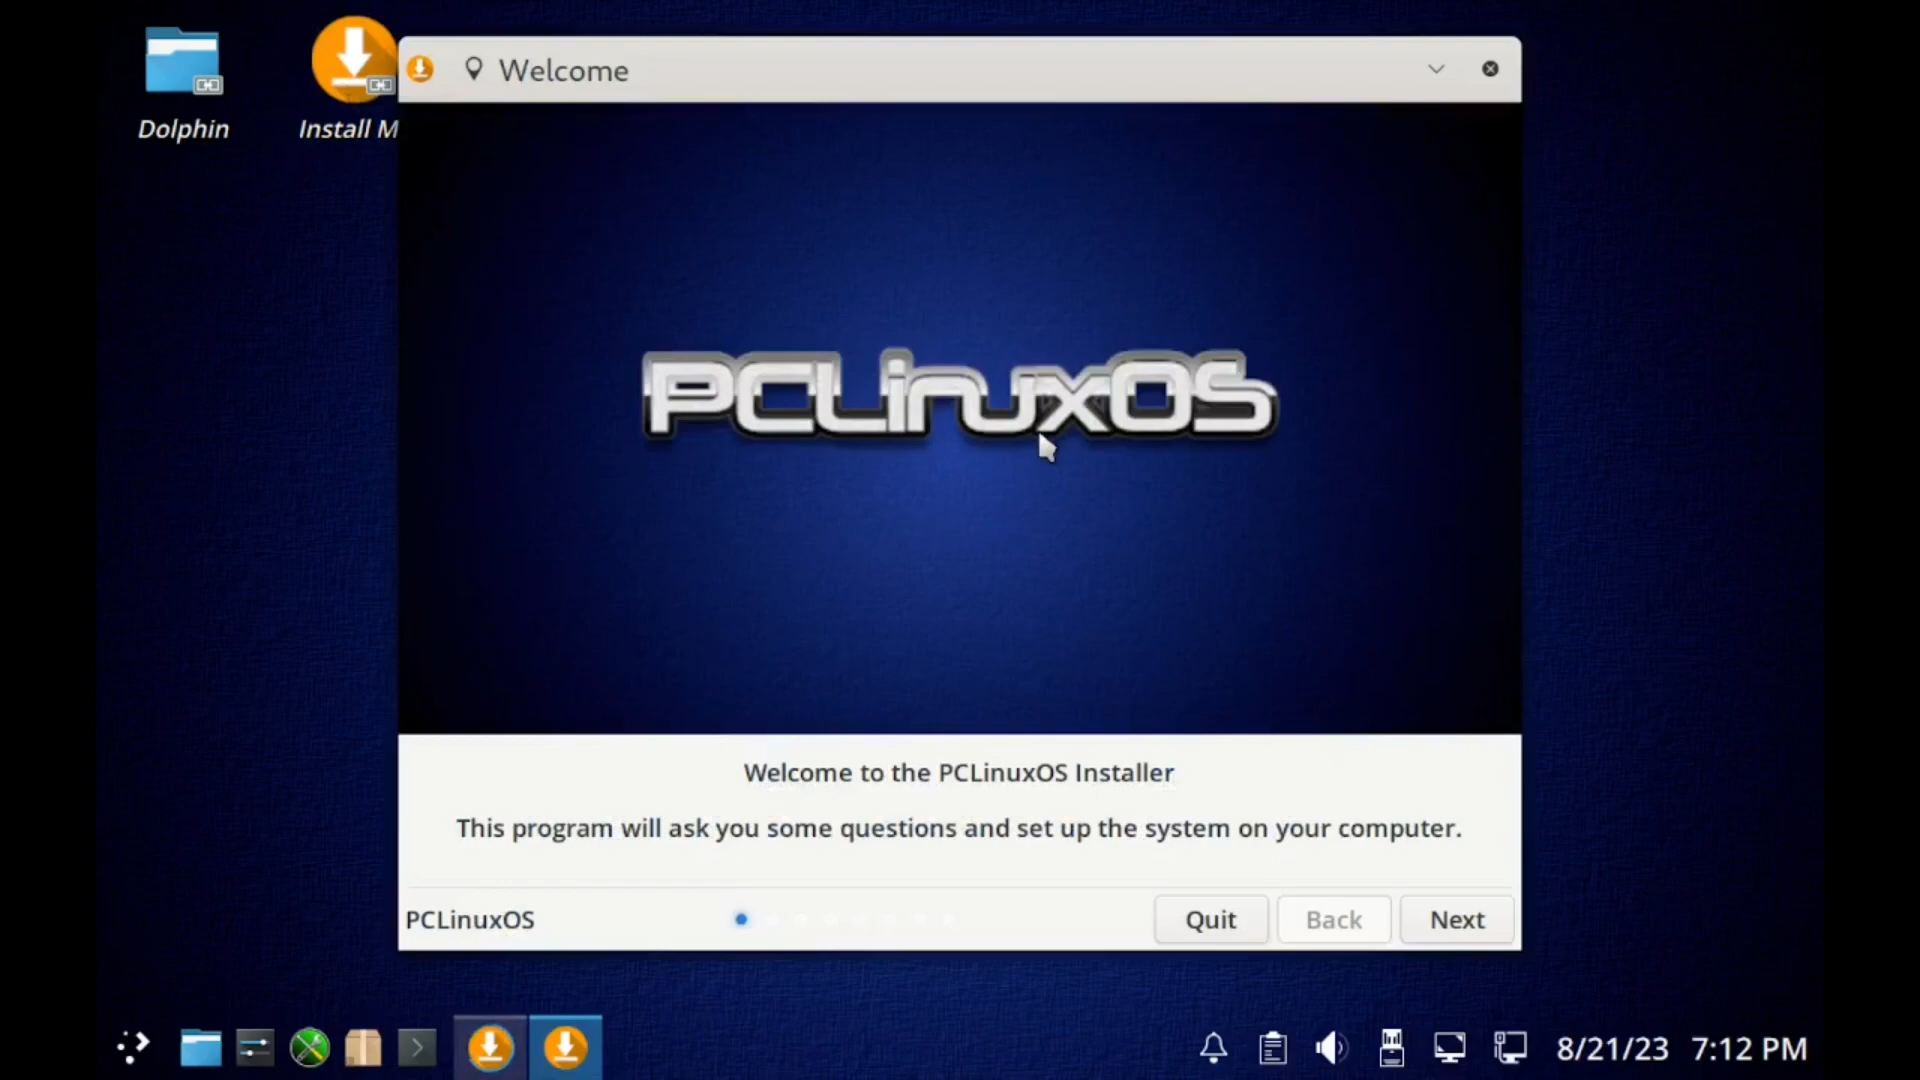 Welcome
Dolphin
Install M
PCLinuxOS
Welcome to the PCLinuxOS Installer
This program will ask you some questions and set up the system on your computer.
PCLinuxOS
Quit
Back
Next
8/21/23 7:12 PM